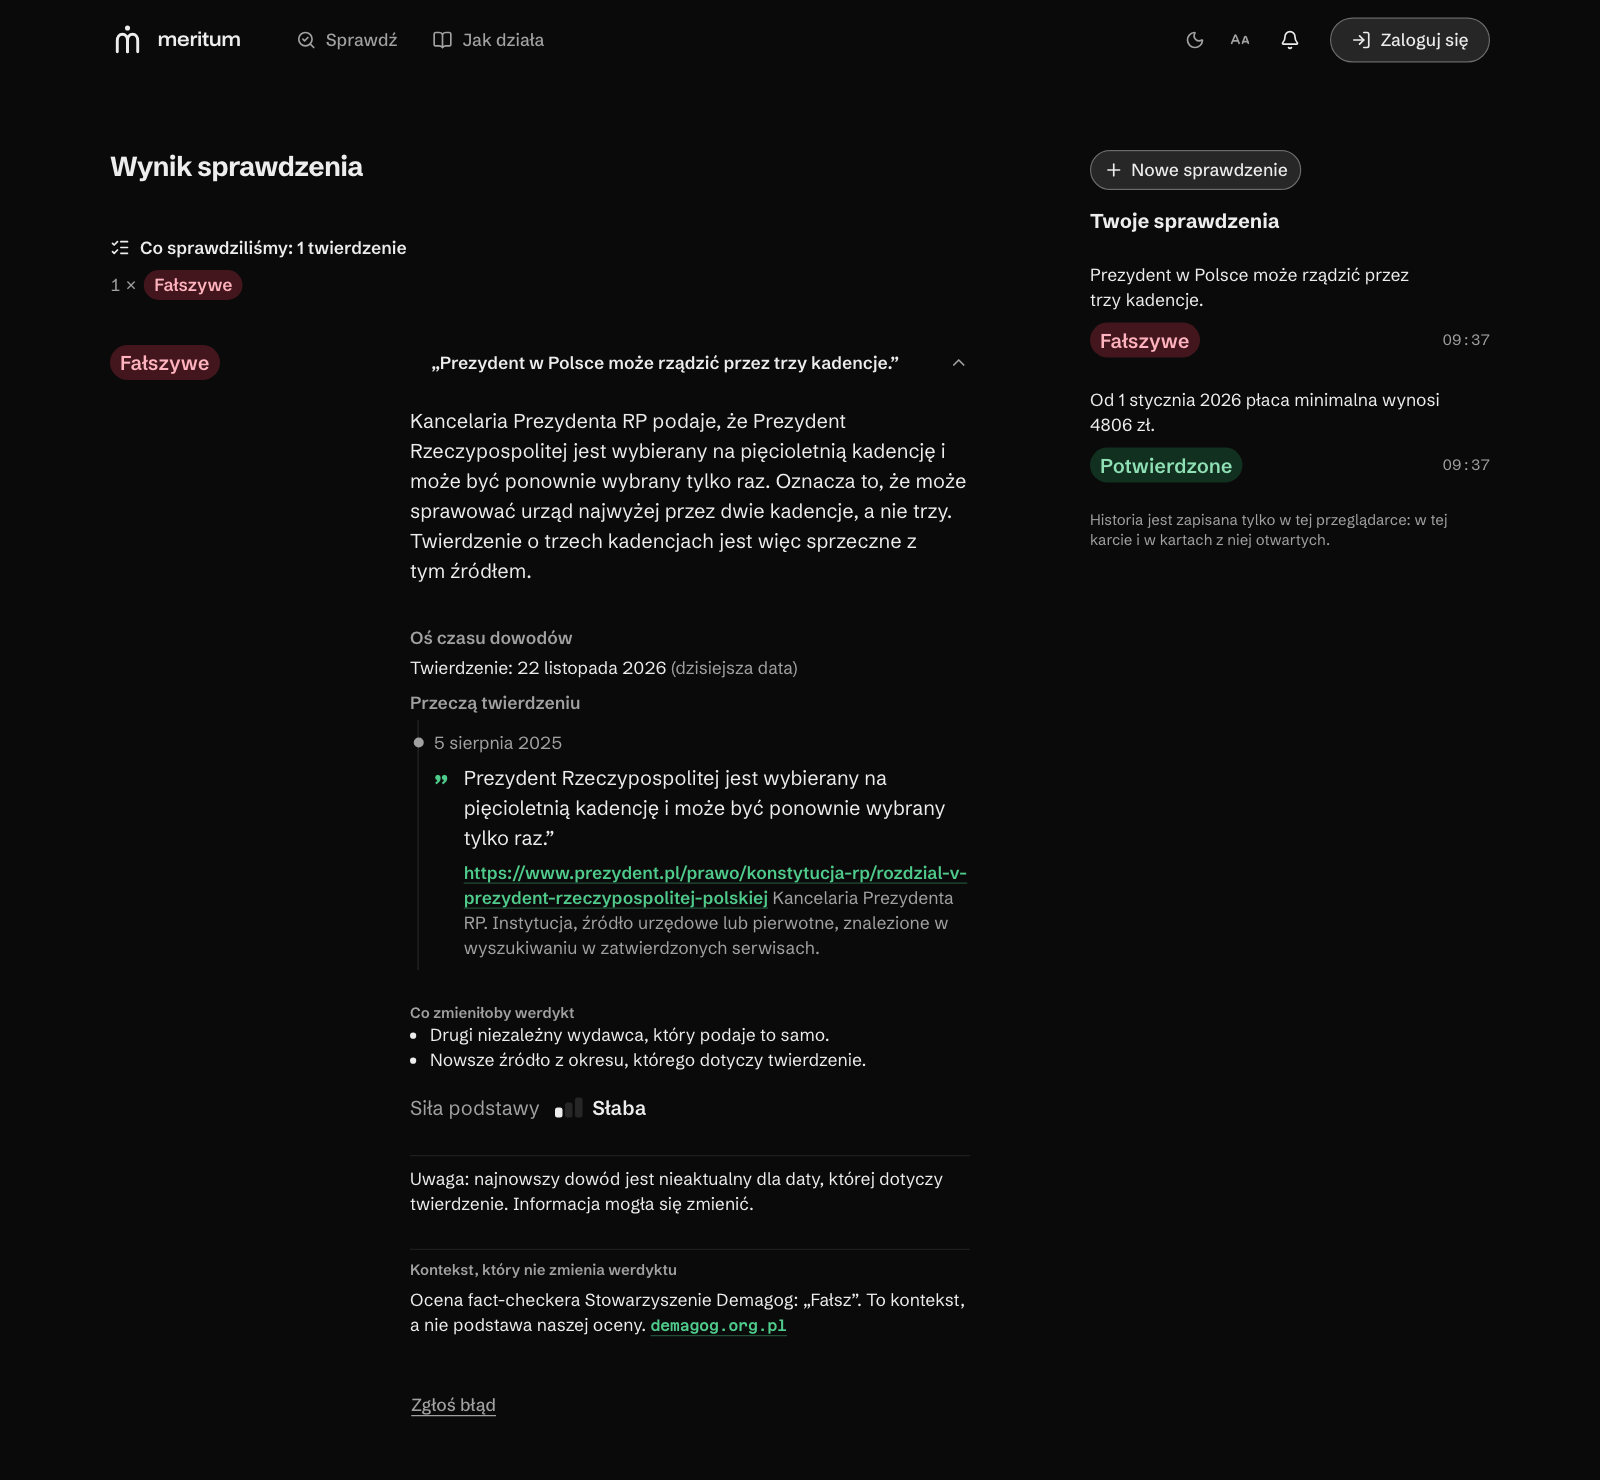 meritum
Sprawdź
Jak działa
AA
Zaloguj się
Wynik sprawdzenia
Co sprawdziliśmy: 1 twierdzenie
1 × Fałszywe
Fałszywe
„Prezydent w Polsce może rządzić przez trzy kadencje.”
Kancelaria Prezydenta RP podaje, że Prezydent
Rzeczypospolitej jest wybierany na pięcioletnią kadencję i
może być ponownie wybrany tylko raz. Oznacza to, że może
sprawować urząd najwyżej przez dwie kadencje, a nie trzy.
Twierdzenie o trzech kadencjach jest więc sprzeczne z
tym źródłem.
Oś czasu dowodów
Twierdzenie: 22 listopada 2026 (dzisiejsza data)
Przeczą twierdzeniu
5 sierpnia 2025
” Prezydent Rzeczypospolitej jest wybierany na
pięcioletnią kadencję i może być ponownie wybrany
tylko raz.”
https://www.prezydent.pl/prawo/konstytucja-rp/rozdzial-v-
prezydent-rzeczypospolitej-polskiej Kancelaria Prezydenta
RP. Instytucja, źródło urzędowe lub pierwotne, znalezione w
wyszukiwaniu w zatwierdzonych serwisach.
Co zmieniłoby werdykt
• Drugi niezależny wydawca, który podaje to samo.
• Nowsze źródło z okresu, którego dotyczy twierdzenie.
Siła podstawy Słaba
Uwaga: najnowszy dowód jest nieaktualny dla daty, której dotyczy
twierdzenie. Informacja mogła się zmienić.
Kontekst, który nie zmienia werdyktu
Ocena fact-checkera Stowarzyszenie Demagog: „Fałsz”. To kontekst,
a nie podstawa naszej oceny. demagog.org.pl
Zgłoś błąd
Nowe sprawdzenie
Twoje sprawdzenia
Prezydent w Polsce może rządzić przez
trzy kadencje.
Fałszywe 09:37
Od 1 stycznia 2026 płaca minimalna wynosi
4806 zł.
Potwierdzone 09:37
Historia jest zapisana tylko w tej przeglądarce: w tej
karcie i w kartach z niej otwartych.